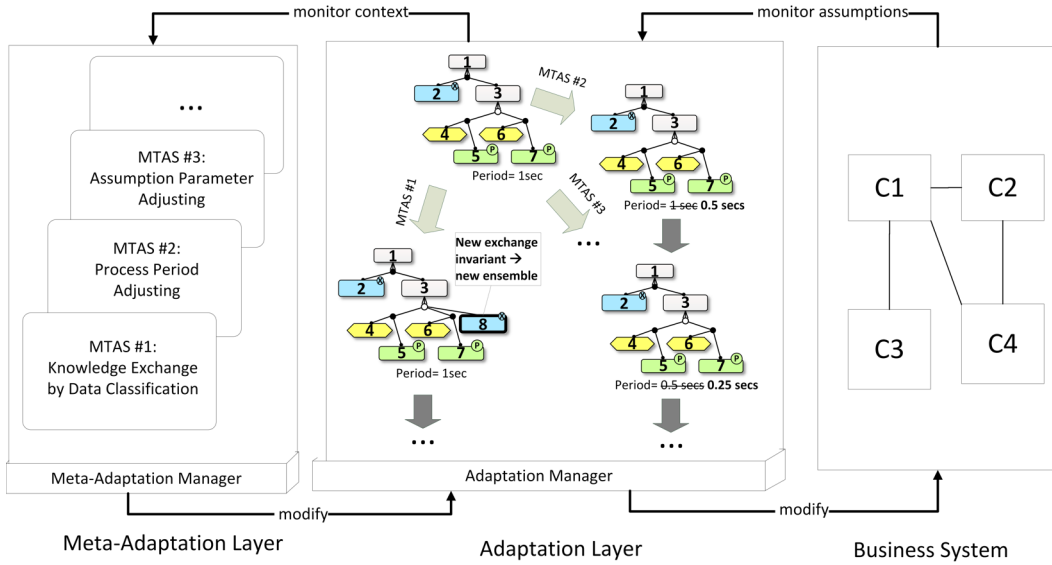 monitor context
monitor assumptions
...
MTAS #3:
Assumption Parameter
Adjusting
MTAS #2:
Process Period
Adjusting
MTAS #1:
Knowledge Exchange
by Data Classification
Meta-Adaptation Manager
1
2 X
3
4
6
5 P
7 P
Period= 1sec
MTAS #2
MTAS #1
MTAS #3
...
1
2 X
3
4
6
5 P
7 P
Period= 1 sec 0.5 secs
New exchange
invariant →
new ensemble
1
2 X
3
4
6
8 X
5 P
7 P
Period= 1sec
...
1
2 X
3
4
6
5 P
7 P
Period= 0.5 secs 0.25 secs
...
Adaptation Manager
C1
C2
C3
C4
modify
modify
Meta-Adaptation Layer
Adaptation Layer
Business System